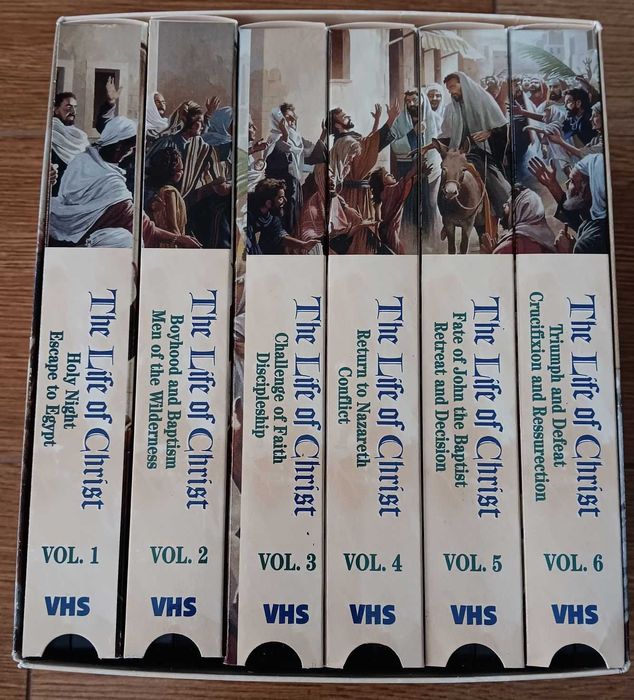 The Life of Christ
Holy Night
Escape to Egypt
VOL. 1
VHS
The Life of Christ
Boyhood and Baptism
Men of the Wilderness
VOL. 2
VHS
The Life of Christ
Challenge of Faith
Discipleship
VOL. 3
VHS
The Life of Christ
Return to Nazareth
Conflict
VOL. 4
VHS
The Life of Christ
Fate of John the Baptist
Retreat and Decision
VOL. 5
VHS
The Life of Christ
Triumph and Defeat
Crucifixion and Ressurection
VOL. 6
VHS